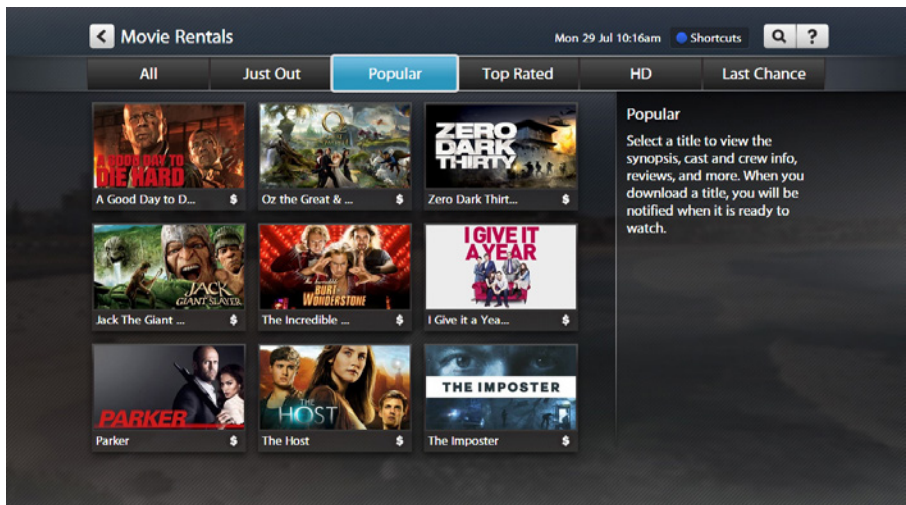 Movie Rentals
Mon 29 Jul 10:16am
Shortcuts
?
All
Just Out
Popular
Top Rated
HD
Last Chance
A GOOD DAY TO
DIE HARD
A Good Day to D...
$
Oz the Great & ...
$
ZERO
DARK
THIRTY
Zero Dark Thirt...
$
Popular
Select a title to view the
synopsis, cast and crew info,
reviews, and more. When you
download a title, you will be
notified when it is ready to
watch.
JACK
GIANT SLAYER
Jack The Giant ...
$
The Incredible
BURT
WONDERSTONE
The Incredible ...
$
I GIVE IT
A YEAR
I Give it a Yea...
$
PARKER
Parker
$
THE
HOST
The Host
$
THE IMPOSTER
The Imposter
$